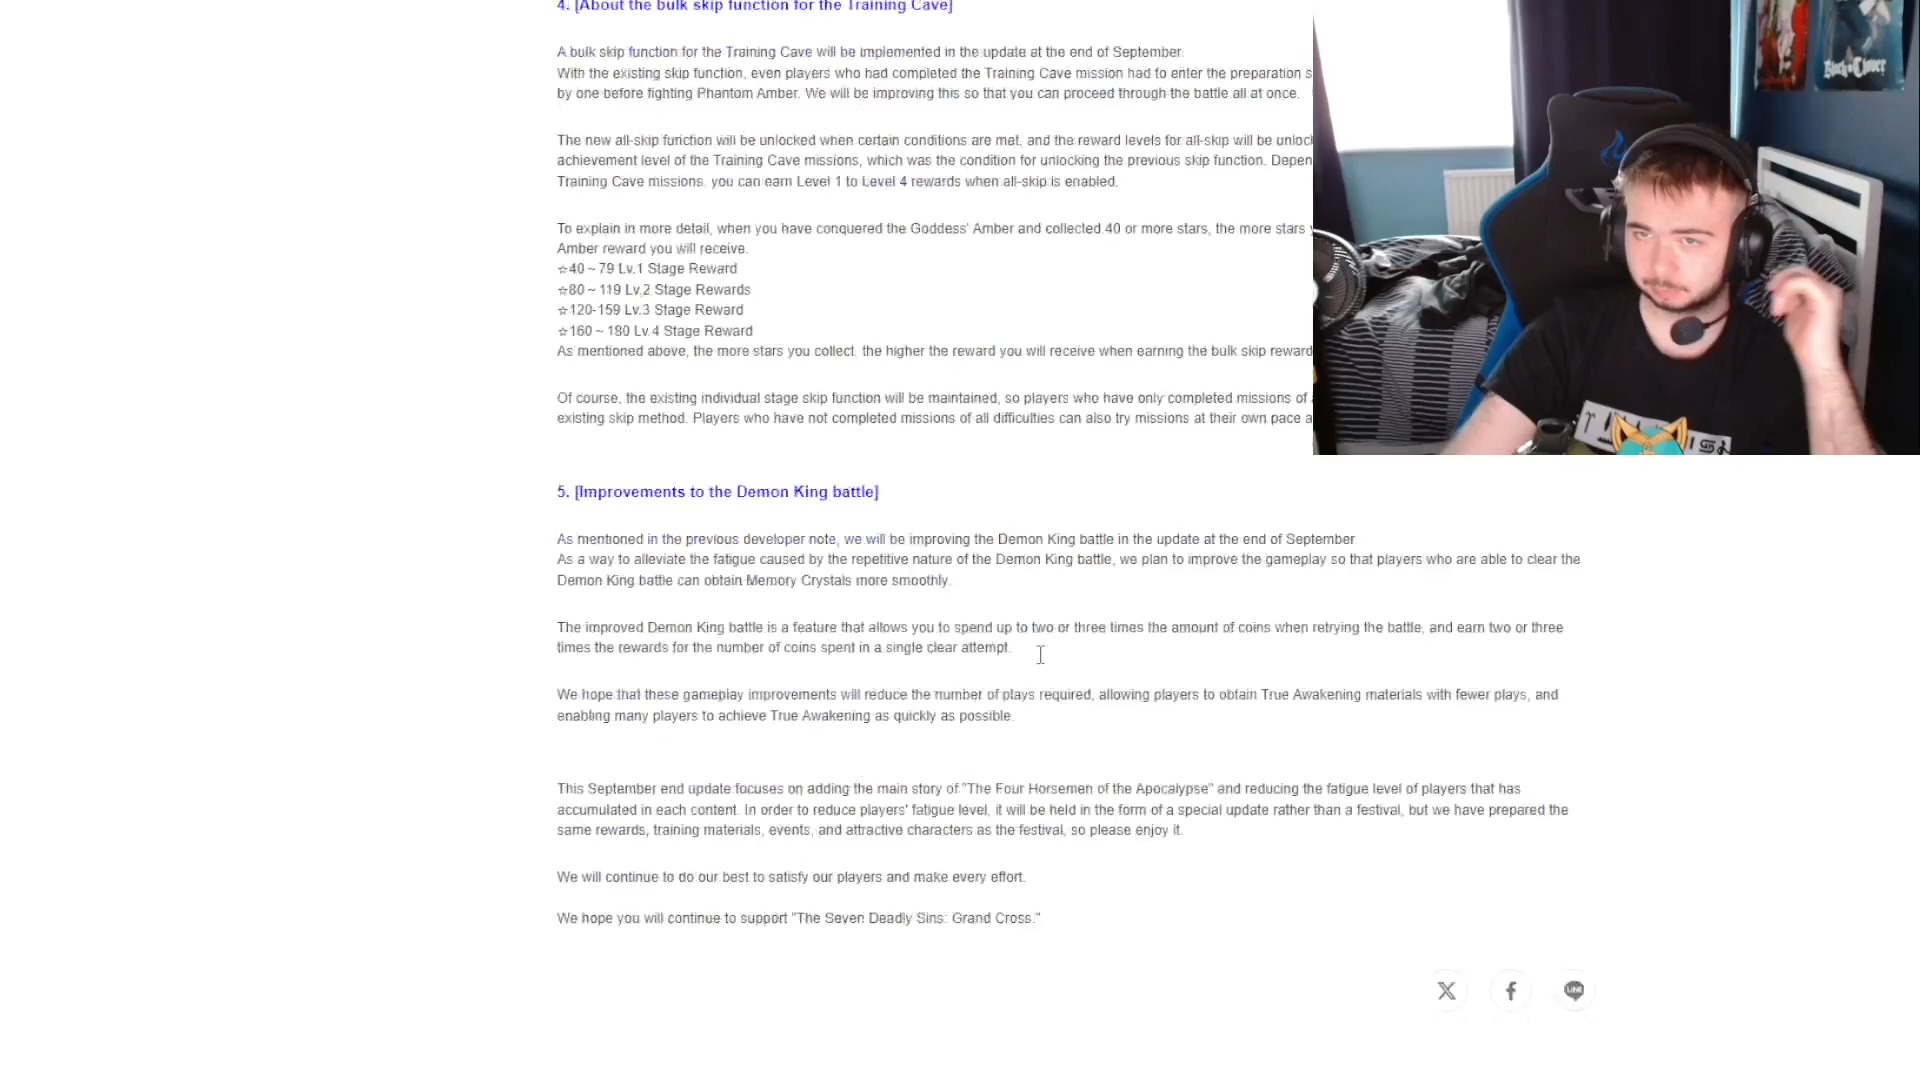 4. [About the bulk skip function for the Training Cave]
A bulk skip function for the Training Cave will be implemented in the update at the end of September.
With the existing skip function, even players who had completed the Training Cave mission had to enter the preparation s
by one before fighting Phantom Amber. We will be improving this so that you can proceed through the battle all at once.
The new all-skip function will be unlocked when certain conditions are met, and the reward levels for all-skip will be unloc
achievement level of the Training Cave missions, which was the condition for unlocking the previous skip function. Depen
Training Cave missions, you can earn Level 1 to Level 4 rewards when all-skip is enabled.
To explain in more detail, when you have conquered the Goddess' Amber and collected 40 or more stars, the more stars
Amber reward you will receive.
☆40 ~ 79 Lv.1 Stage Reward
☆80 ~ 119 Lv.2 Stage Rewards
☆120-159 Lv.3 Stage Reward
☆160 ~ 180 Lv.4 Stage Reward
As mentioned above, the more stars you collect, the higher the reward you will receive when earning the bulk skip reward
Of course, the existing individual stage skip function will be maintained, so players who have only completed missions of
existing skip method. Players who have not completed missions of all difficulties can also try missions at their own pace a
5. [Improvements to the Demon King battle]
As mentioned in the previous developer note, we will be improving the Demon King battle in the update at the end of September
As a way to alleviate the fatigue caused by the repetitive nature of the Demon King battle, we plan to improve the gameplay so that players who are able to clear the
Demon King battle can obtain Memory Crystals more smoothly.
The improved Demon King battle is a feature that allows you to spend up to two or three times the amount of coins when retrying the battle, and earn two or three
times the rewards for the number of coins spent in a single clear attempt.
We hope that these gameplay improvements will reduce the number of plays required, allowing players to obtain True Awakening materials with fewer plays, and
enabling many players to achieve True Awakening as quickly as possible.
This September end update focuses on adding the main story of "The Four Horsemen of the Apocalypse" and reducing the fatigue level of players that has
accumulated in each content. In order to reduce players' fatigue level, it will be held in the form of a special update rather than a festival, but we have prepared the
same rewards, training materials, events, and attractive characters as the festival, so please enjoy it.
We will continue to do our best to satisfy our players and make every effort.
We hope you will continue to support "The Seven Deadly Sins: Grand Cross."
LINE
Black Clover